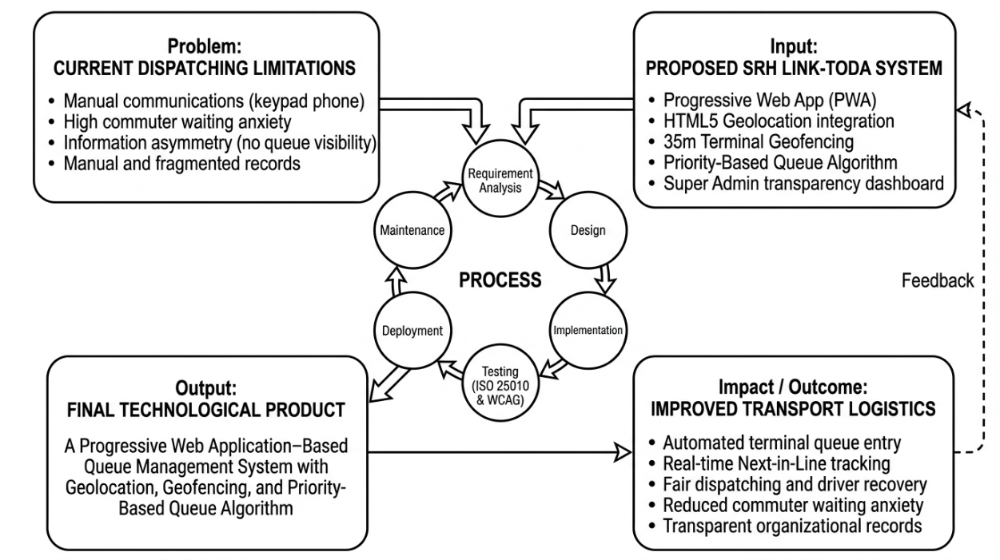 Problem:
CURRENT DISPATCHING LIMITATIONS
• Manual communications (keypad phone)
• High commuter waiting anxiety
• Information asymmetry (no queue visibility)
• Manual and fragmented records
Input:
PROPOSED SRH LINK-TODA SYSTEM
• Progressive Web App (PWA)
• HTML5 Geolocation integration
• 35m Terminal Geofencing
• Priority-Based Queue Algorithm
• Super Admin transparency dashboard
Requirement
Analysis
Maintenance
Design
PROCESS
Feedback
Deployment
Implementation
Testing
(ISO 25010
& WCAG)
Output:
FINAL TECHNOLOGICAL PRODUCT
A Progressive Web Application–Based
Queue Management System with
Geolocation, Geofencing, and Priority-
Based Queue Algorithm
Impact / Outcome:
IMPROVED TRANSPORT LOGISTICS
• Automated terminal queue entry
• Real-time Next-in-Line tracking
• Fair dispatching and driver recovery
• Reduced commuter waiting anxiety
• Transparent organizational records